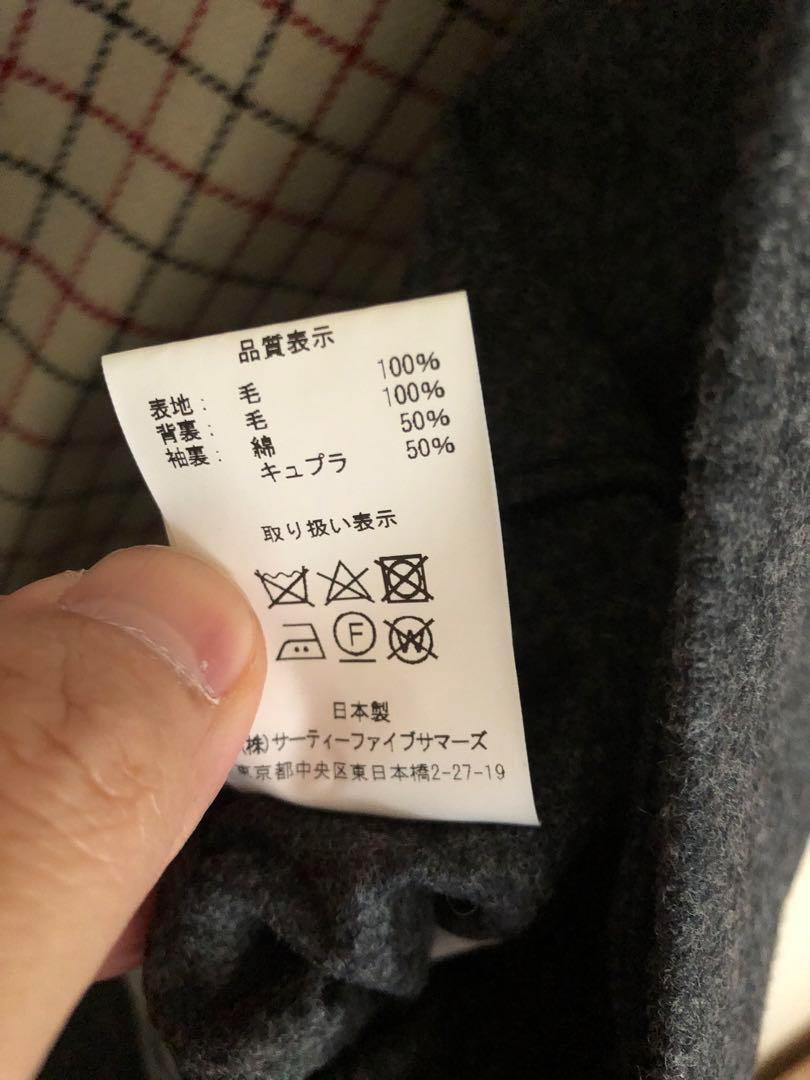 品質表示
表地： 毛 100%
背裏： 毛 100%
袖裏： 綿 50%
キュプラ 50%
取り扱い表示
F
W
日本製
(株)サーティーファイブサマーズ
東京都中央区東日本橋2-27-19